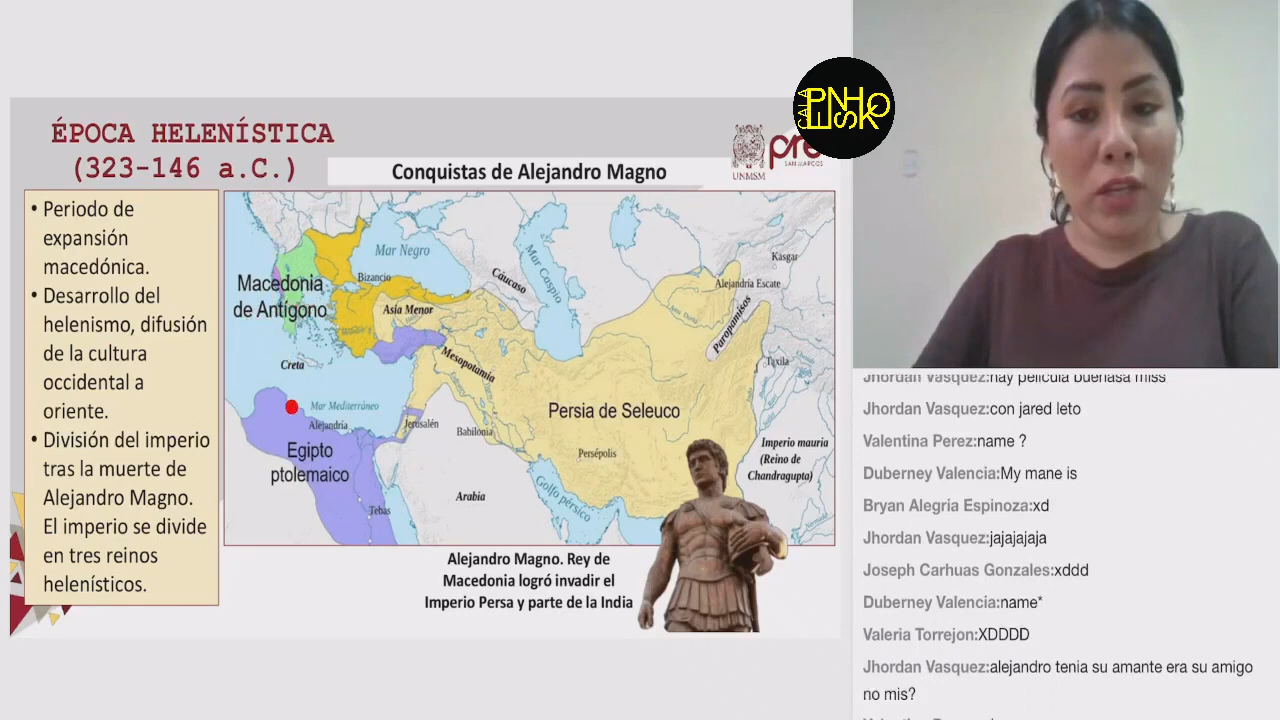 ÉPOCA HELENÍSTICA
(323-146 a.C.)
• Periodo de
expansión
macedónica.
• Desarrollo del
helenismo, difusión
de la cultura
occidental a
oriente.
• División del imperio
tras la muerte de
Alejandro Magno.
El imperio se divide
en tres reinos
helenísticos.
Conquistas de Alejandro Magno
UNMSM
pre
SAN MARCOS
CALA
PEN
SHOK
Mar Negro
Mar Caspio
Cáucaso
Kasgar
Alejandría Escate
Paropamisos
Taxila
Macedonia
de Antígono
Bizancio
Asia Menor
Creta
Mesopotamia
Mar Mediterráneo
Alejandría
Jerusalén
Babilonia
Persia de Seleuco
Persépolis
Imperio mauria
(Reino de
Chandragupta)
Egipto
ptolemaico
Arabia
Golfo pérsico
Tebas
Alejandro Magno. Rey de
Macedonia logró invadir el
Imperio Persa y parte de la India
Jhordan Vasquez:hay pelicula buenasa miss
Jhordan Vasquez:con jared leto
Valentina Perez:name ?
Duberney Valencia:My mane is
Bryan Alegria Espinoza:xd
Jhordan Vasquez:jajajajaja
Joseph Carhuas Gonzales:xddd
Duberney Valencia:name*
Valeria Torrejon:XDDDD
Jhordan Vasquez:alejandro tenia su amante era su amigo
no mis?